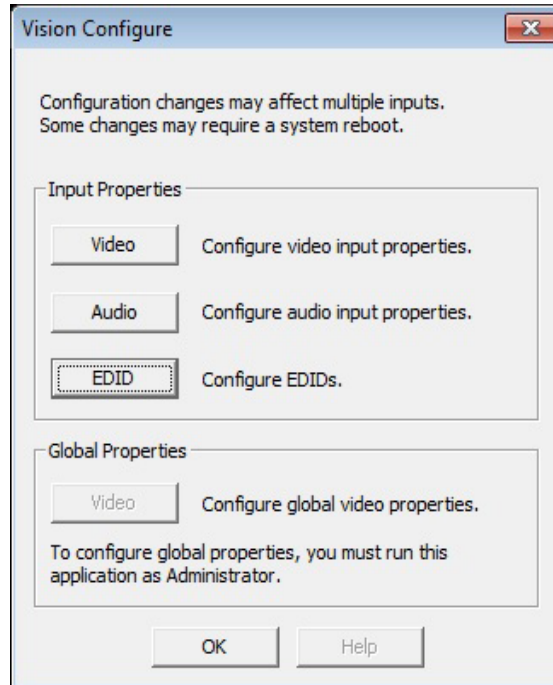 Vision Configure
Configuration changes may affect multiple inputs.
Some changes may require a system reboot.
Input Properties
Video Configure video input properties.
Audio Configure audio input properties.
EDID Configure EDIDs.
Global Properties
Video Configure global video properties.
To configure global properties, you must run this
application as Administrator.
OK Help